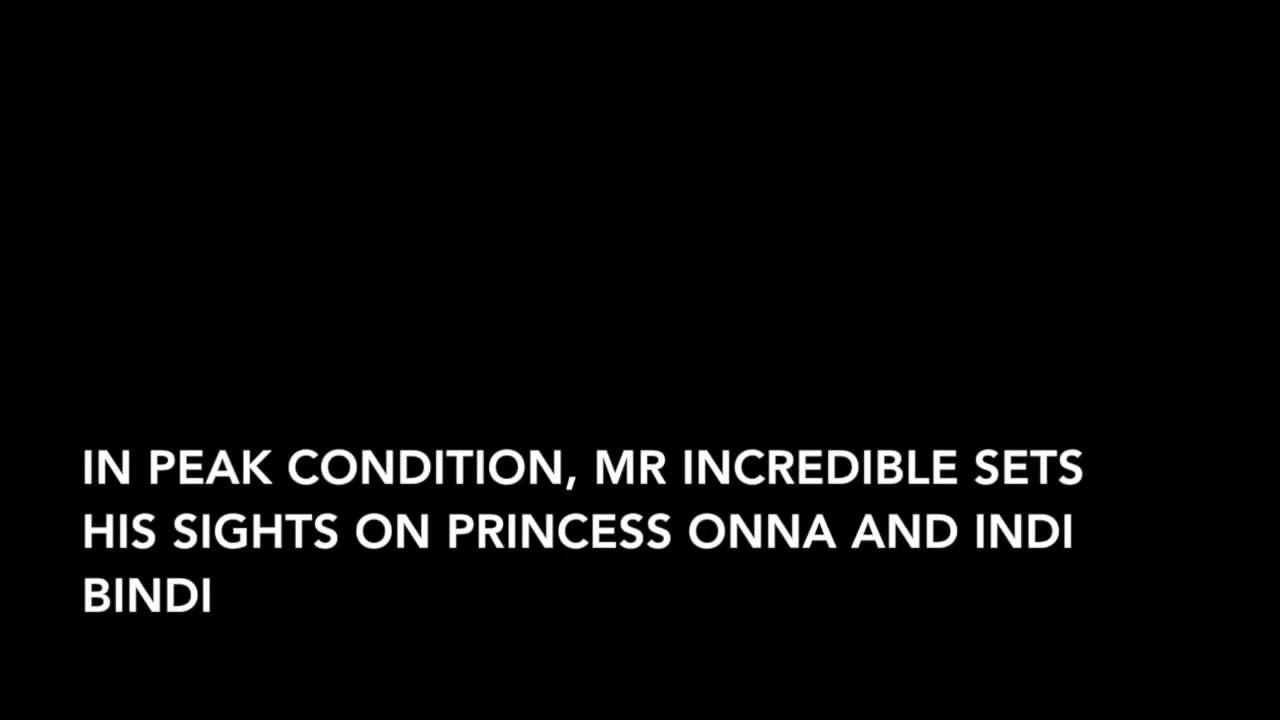 IN PEAK CONDITION, MR INCREDIBLE SETS
HIS SIGHTS ON PRINCESS ONNA AND INDI
BINDI